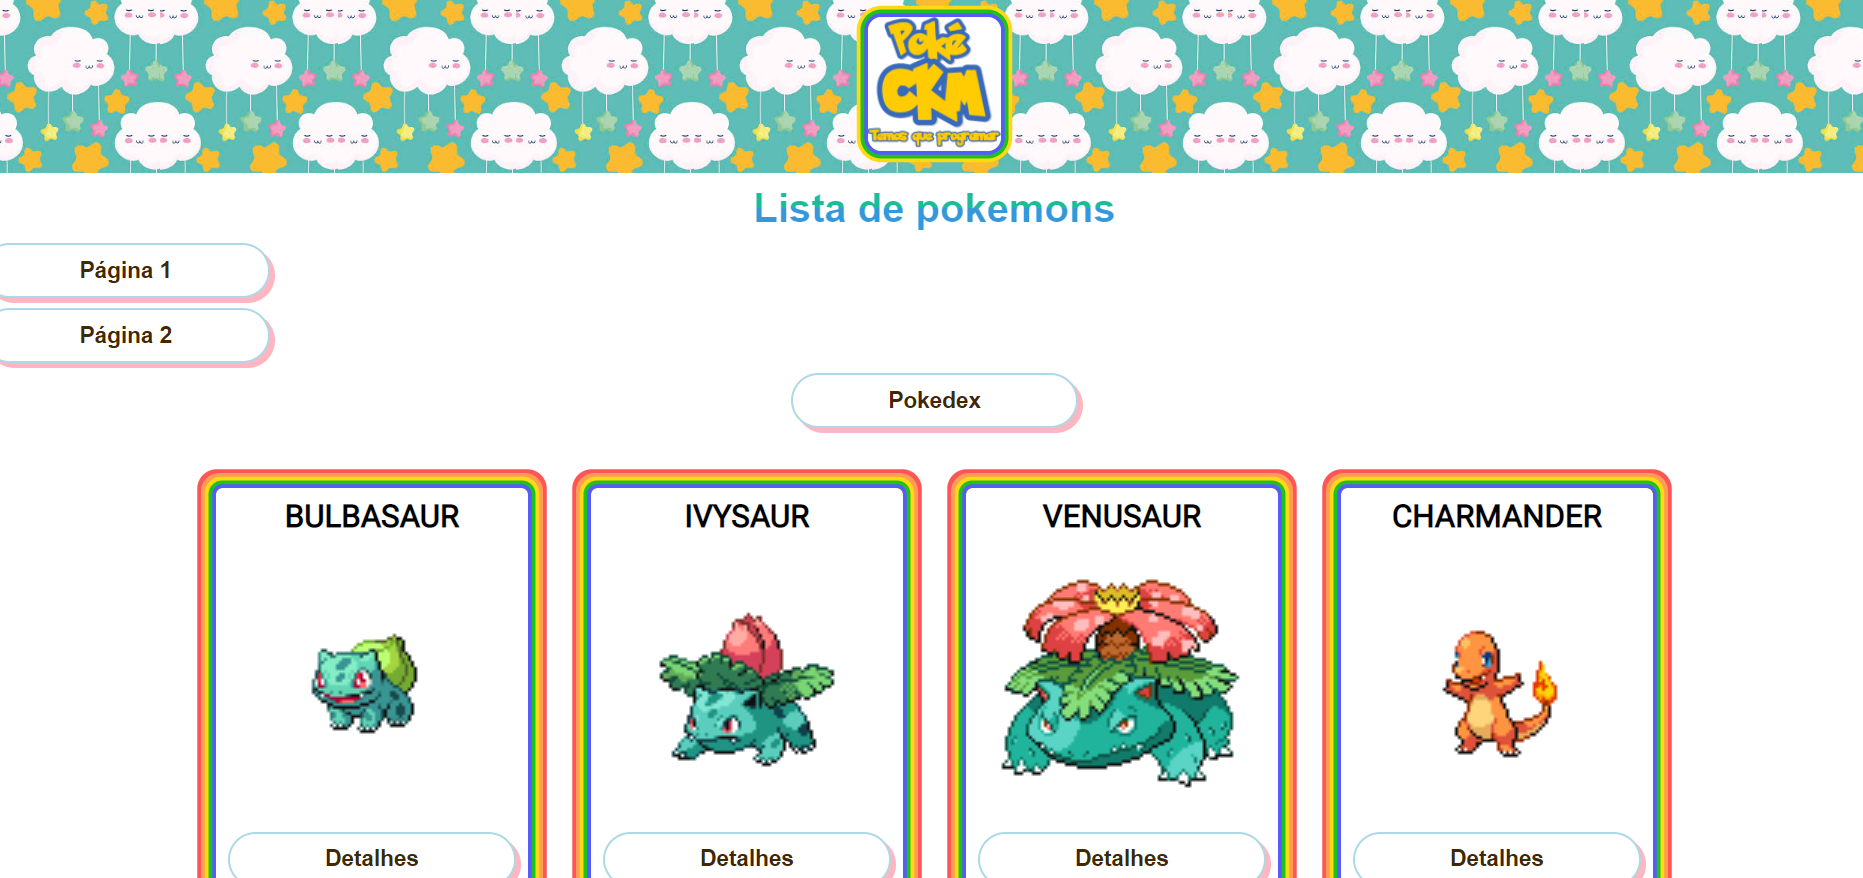 Poké
CKM
Temos que programar
Lista de pokemons
Página 1
Página 2
Pokedex
BULBASAUR
IVYSAUR
VENUSAUR
CHARMANDER
Detalhes
Detalhes
Detalhes
Detalhes